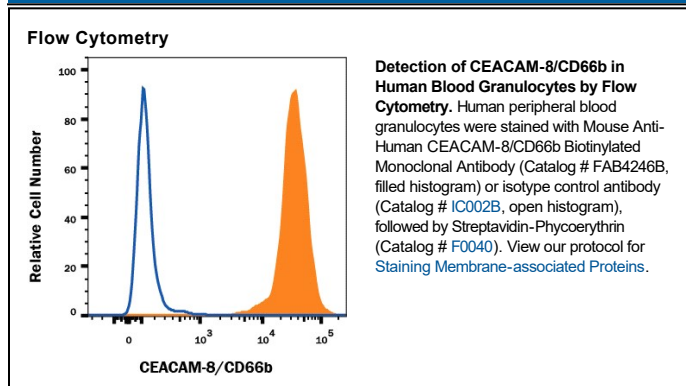 Flow Cytometry
100
80
60
40
20
0
Relative Cell Number
0 10³ 10⁴ 10⁵
CEACAM-8/CD66b
Detection of CEACAM-8/CD66b in
Human Blood Granulocytes by Flow
Cytometry. Human peripheral blood
granulocytes were stained with Mouse Anti-
Human CEACAM-8/CD66b Biotinylated
Monoclonal Antibody (Catalog # FAB4246B,
filled histogram) or isotype control antibody
(Catalog # IC002B, open histogram),
followed by Streptavidin-Phycoerythrin
(Catalog # F0040). View our protocol for
Staining Membrane-associated Proteins.